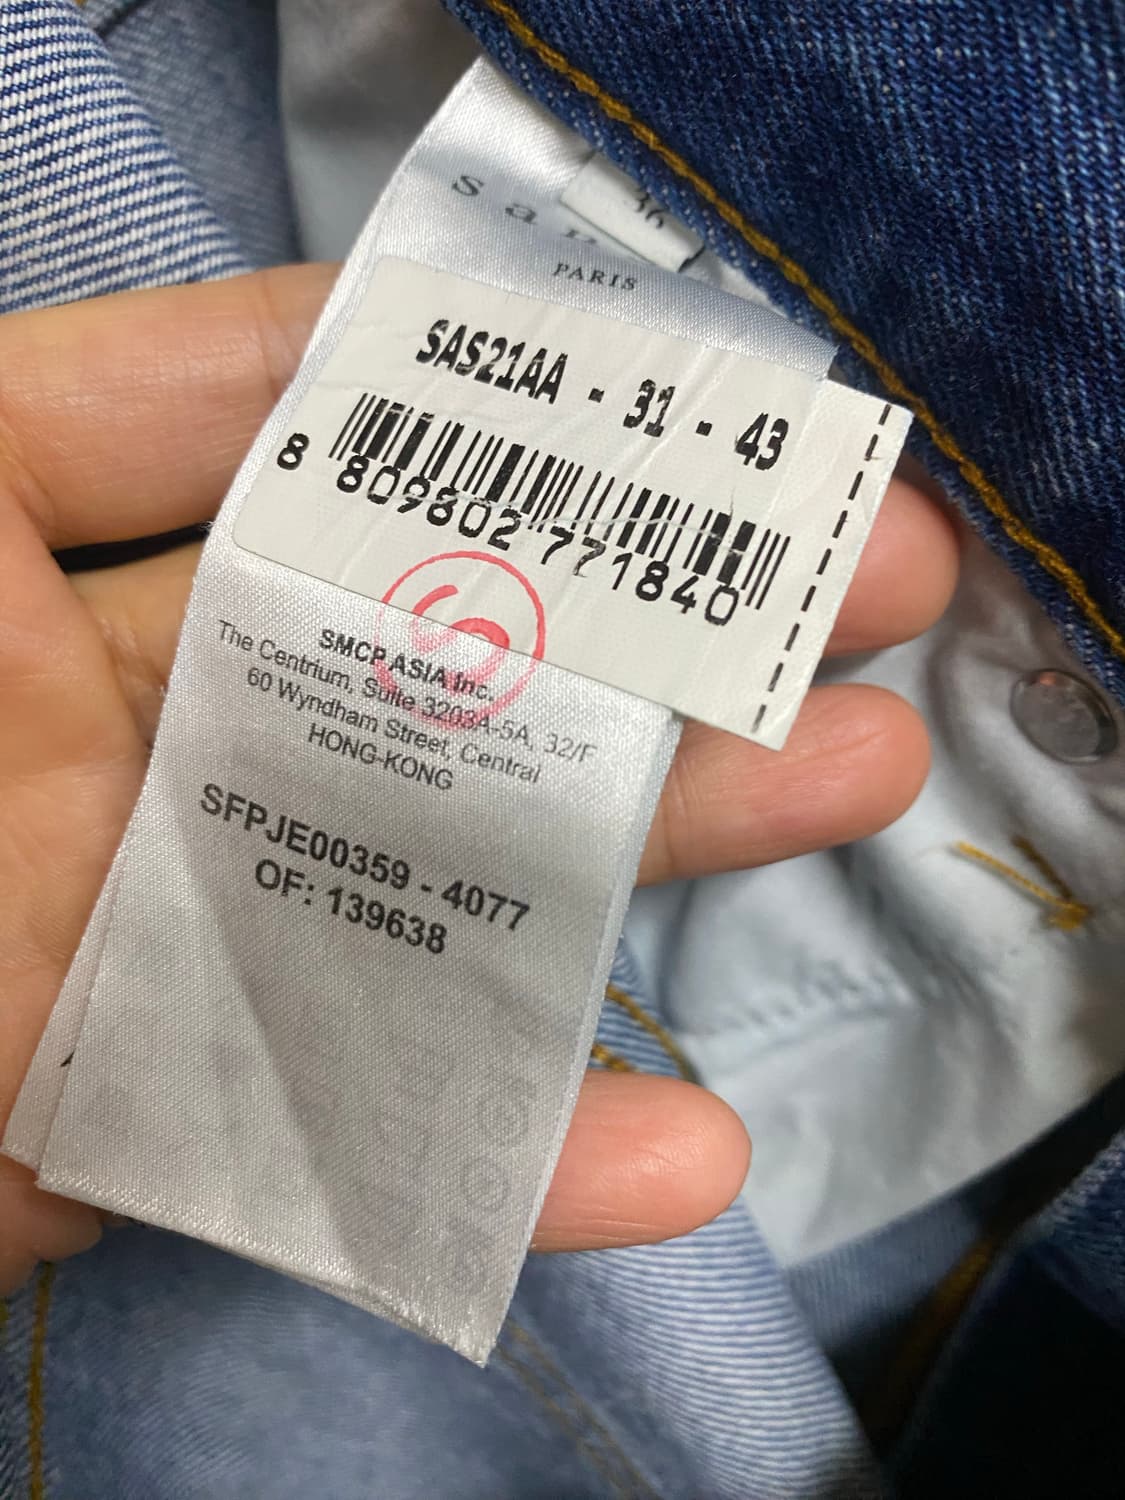 36
PARIS
SAS21AA - 31 - 43
8 809802 771840
SMCP ASIA Inc.
The Centrium, Suite 3203A-5A, 32/F
60 Wyndham Street, Central
HONG-KONG
SFPJE00359 - 4077
OF: 139638